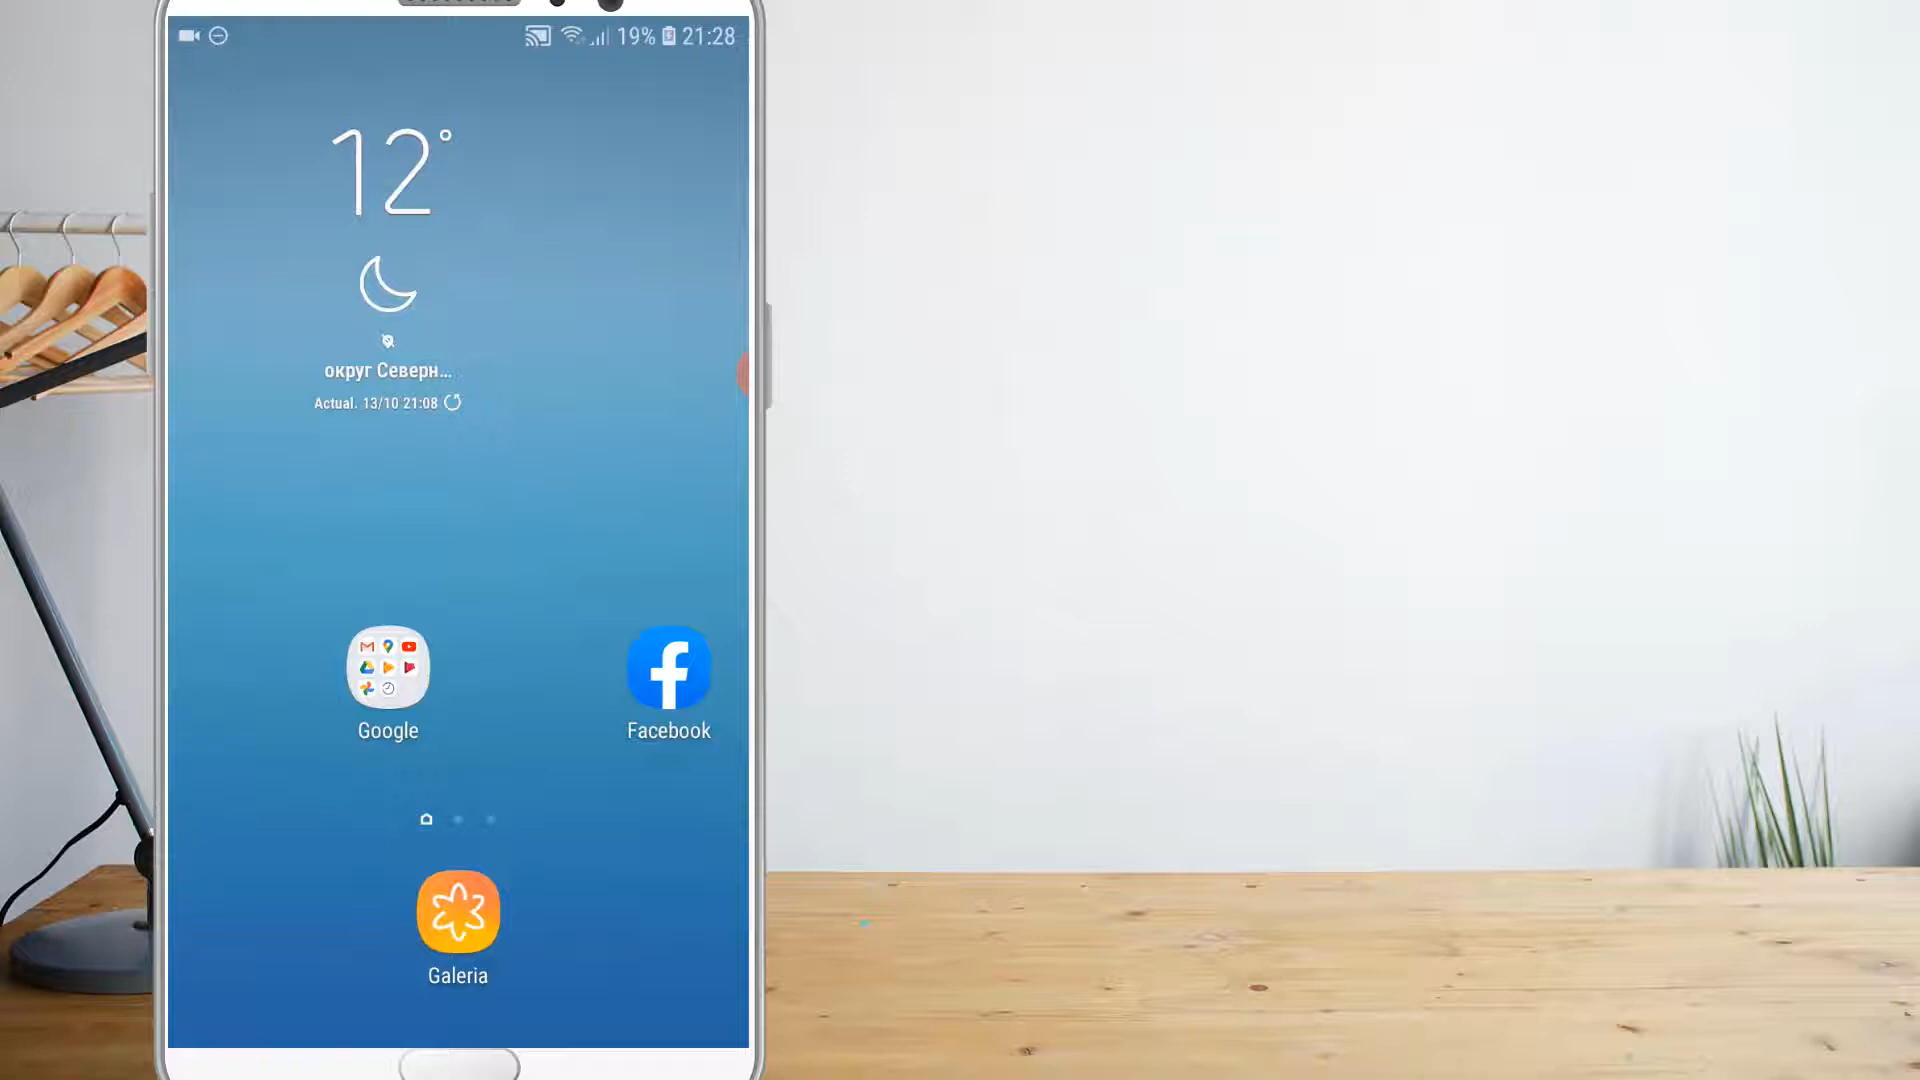 19% 21:28
12°
округ Северн...
Actual. 13/10 21:08
Google
Facebook
Galeria